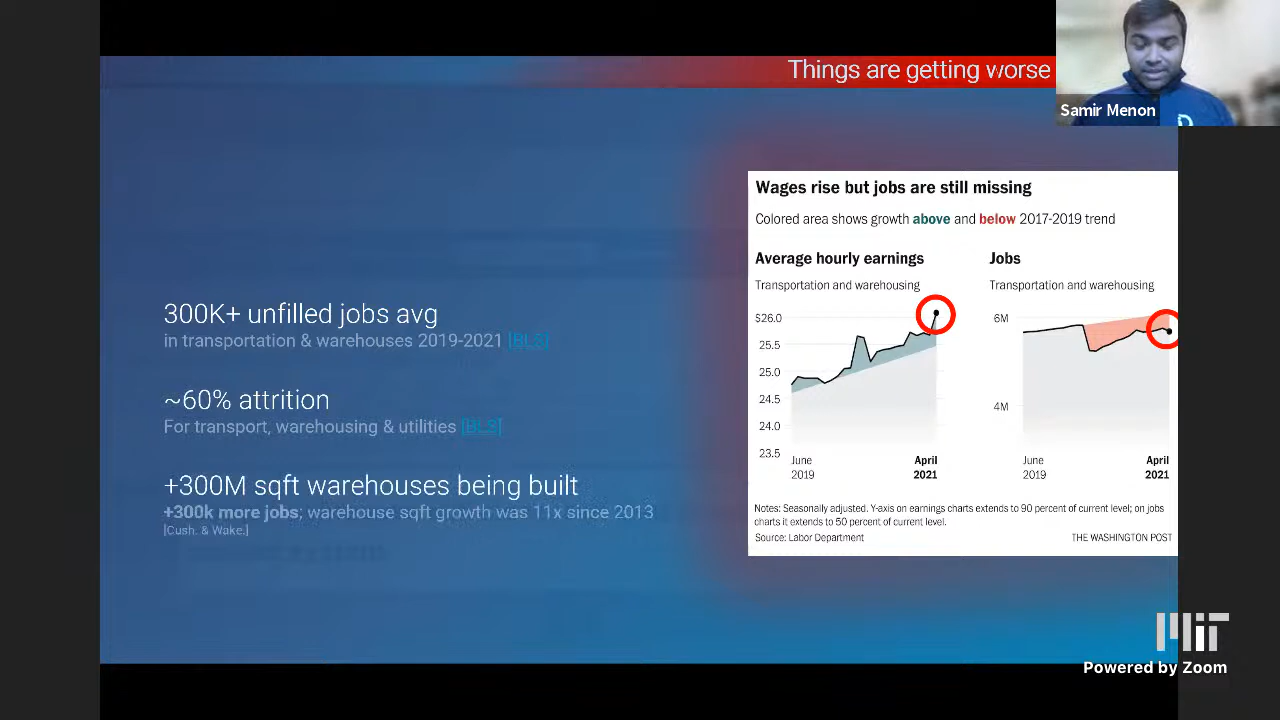 Things are getting worse
Samir Menon
300K+ unfilled jobs avg
in transportation & warehouses 2019-2021 [BLS]
~60% attrition
For transport, warehousing & utilities [BLS]
+300M sqft warehouses being built
+300k more jobs; warehouse sqft growth was 11x since 2013
[Cush. & Wake.]
Wages rise but jobs are still missing
Colored area shows growth above and below 2017-2019 trend
Average hourly earnings
Transportation and warehousing
$26.0
25.5
25.0
24.5
24.0
23.5
June
2019
April
2021
Jobs
Transportation and warehousing
6M
4M
June
2019
April
2021
Notes: Seasonally adjusted. Y-axis on earnings charts extends to 90 percent of current level; on jobs
charts it extends to 50 percent of current level.
Source: Labor Department
THE WASHINGTON POST
MIT
Powered by Zoom